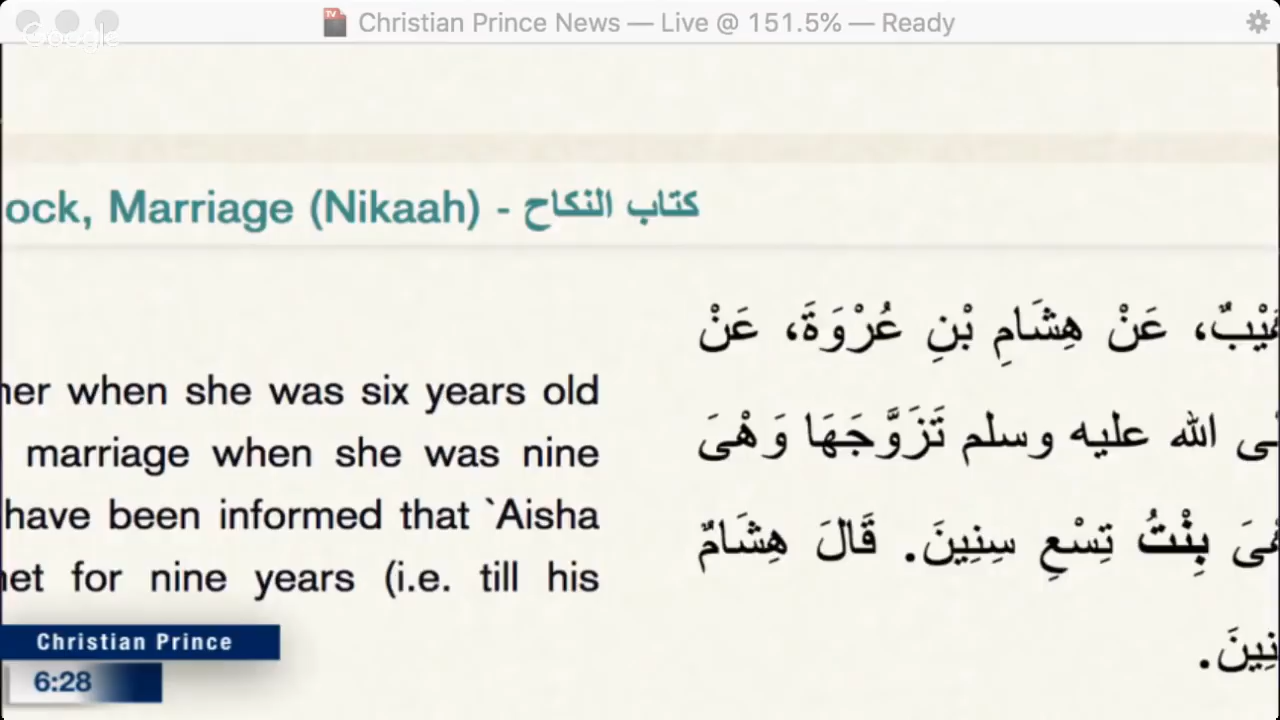 Christian Prince News — Live @ 151.5% — Ready
Google
ock, Marriage (Nikaah) - كتاب النكاح
عَنْ هِشَامِ بْنِ عُرْوَةَ، عَنْ
her when she was six years old
الله عليه وسلم تَزَوَّجَهَا وَهْىَ
marriage when she was nine
have been informed that `Aisha
بِنْتُ تِسْعِ سِنِينَ. قَالَ هِشَامٌ
for nine years (i.e. till his
Christian Prince
6:28